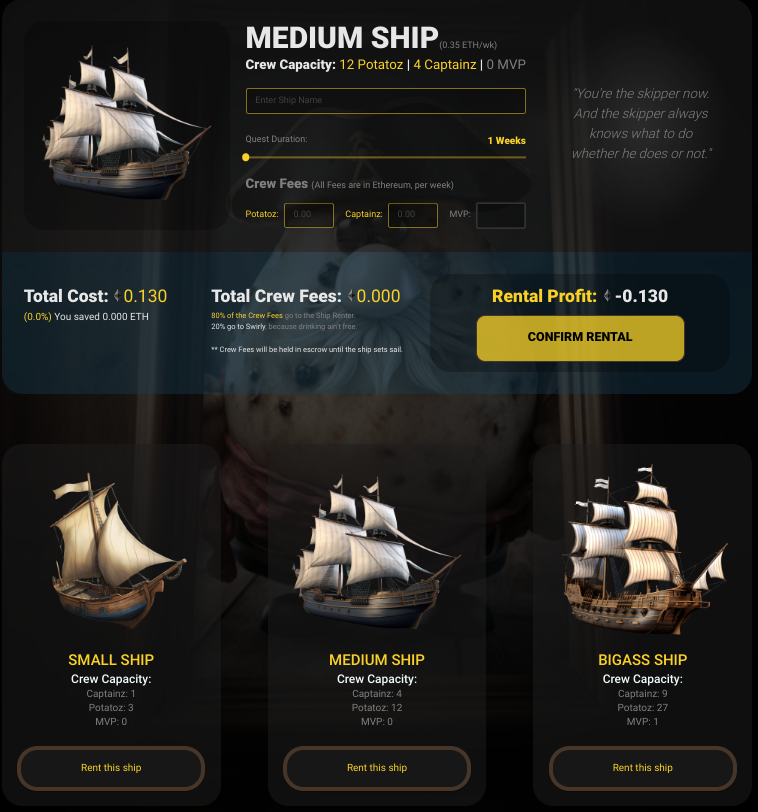 MEDIUM SHIP(0.35 ETH/wk)
Crew Capacity: 12 Potatoz | 4 Captainz | 0 MVP
Enter Ship Name
Quest Duration: 1 Weeks
Crew Fees (All Fees are in Ethereum, per week)
Potatoz: 0.00 Captainz: 0.00 MVP:
"You're the skipper now.
And the skipper always
knows what to do
whether he does or not."
Total Cost: 0.130
(0.0%) You saved 0.000 ETH
Total Crew Fees: 0.000
80% of the Crew Fees go to the Ship Renter.
20% go to Swirly, because drinking ain't free.
** Crew Fees will be held in escrow until the ship sets sail.
Rental Profit: -0.130
CONFIRM RENTAL
SMALL SHIP
Crew Capacity:
Captainz: 1
Potatoz: 3
MVP: 0
Rent this ship
MEDIUM SHIP
Crew Capacity:
Captainz: 4
Potatoz: 12
MVP: 0
Rent this ship
BIGASS SHIP
Crew Capacity:
Captainz: 9
Potatoz: 27
MVP: 1
Rent this ship